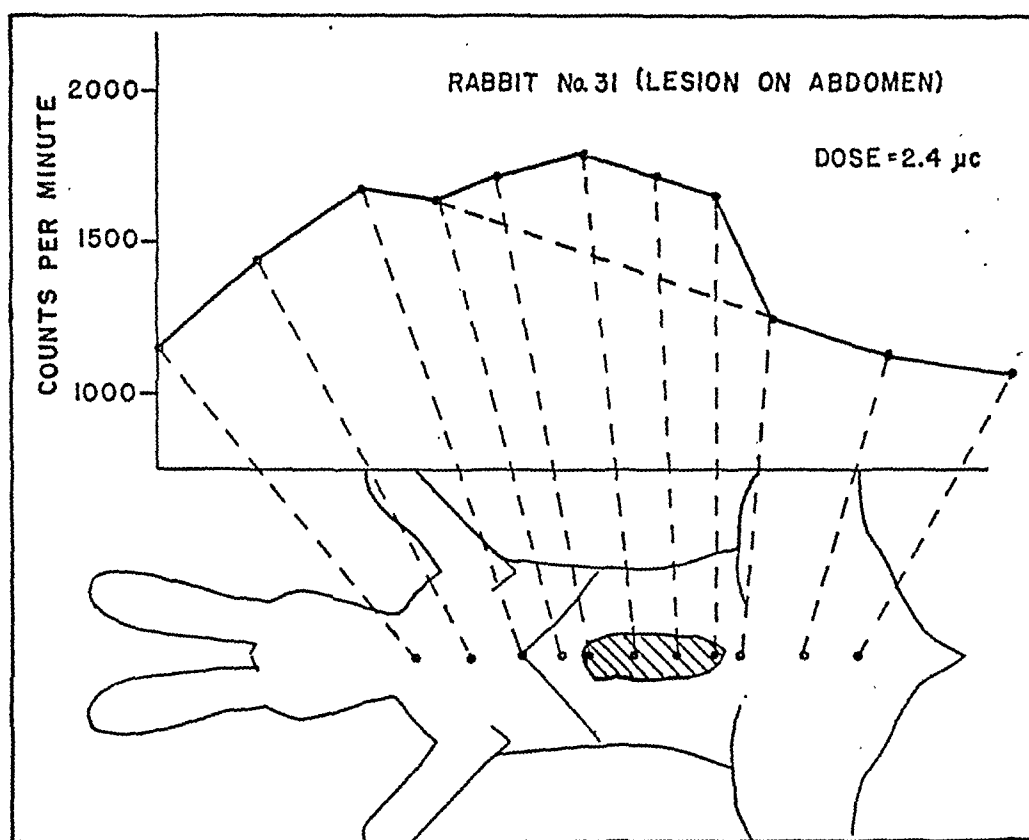 RABBIT No. 31 (LESION ON ABDOMEN)
DOSE = 2.4 µc
COUNTS PER MINUTE
2000
1500
1000